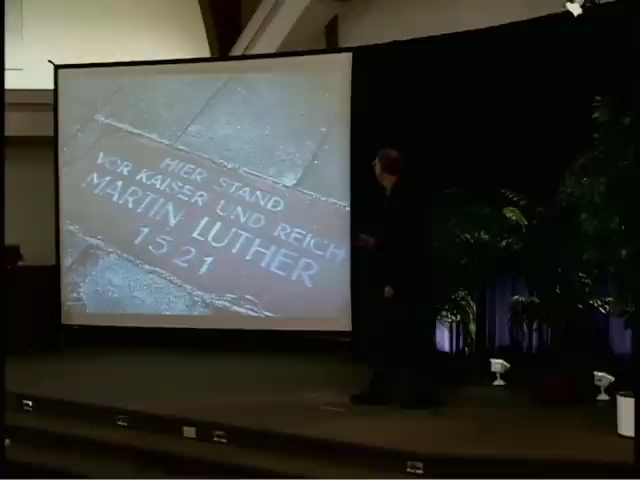 HIER STAND
VOR KAISER UND REICH
MARTIN LUTHER
1521